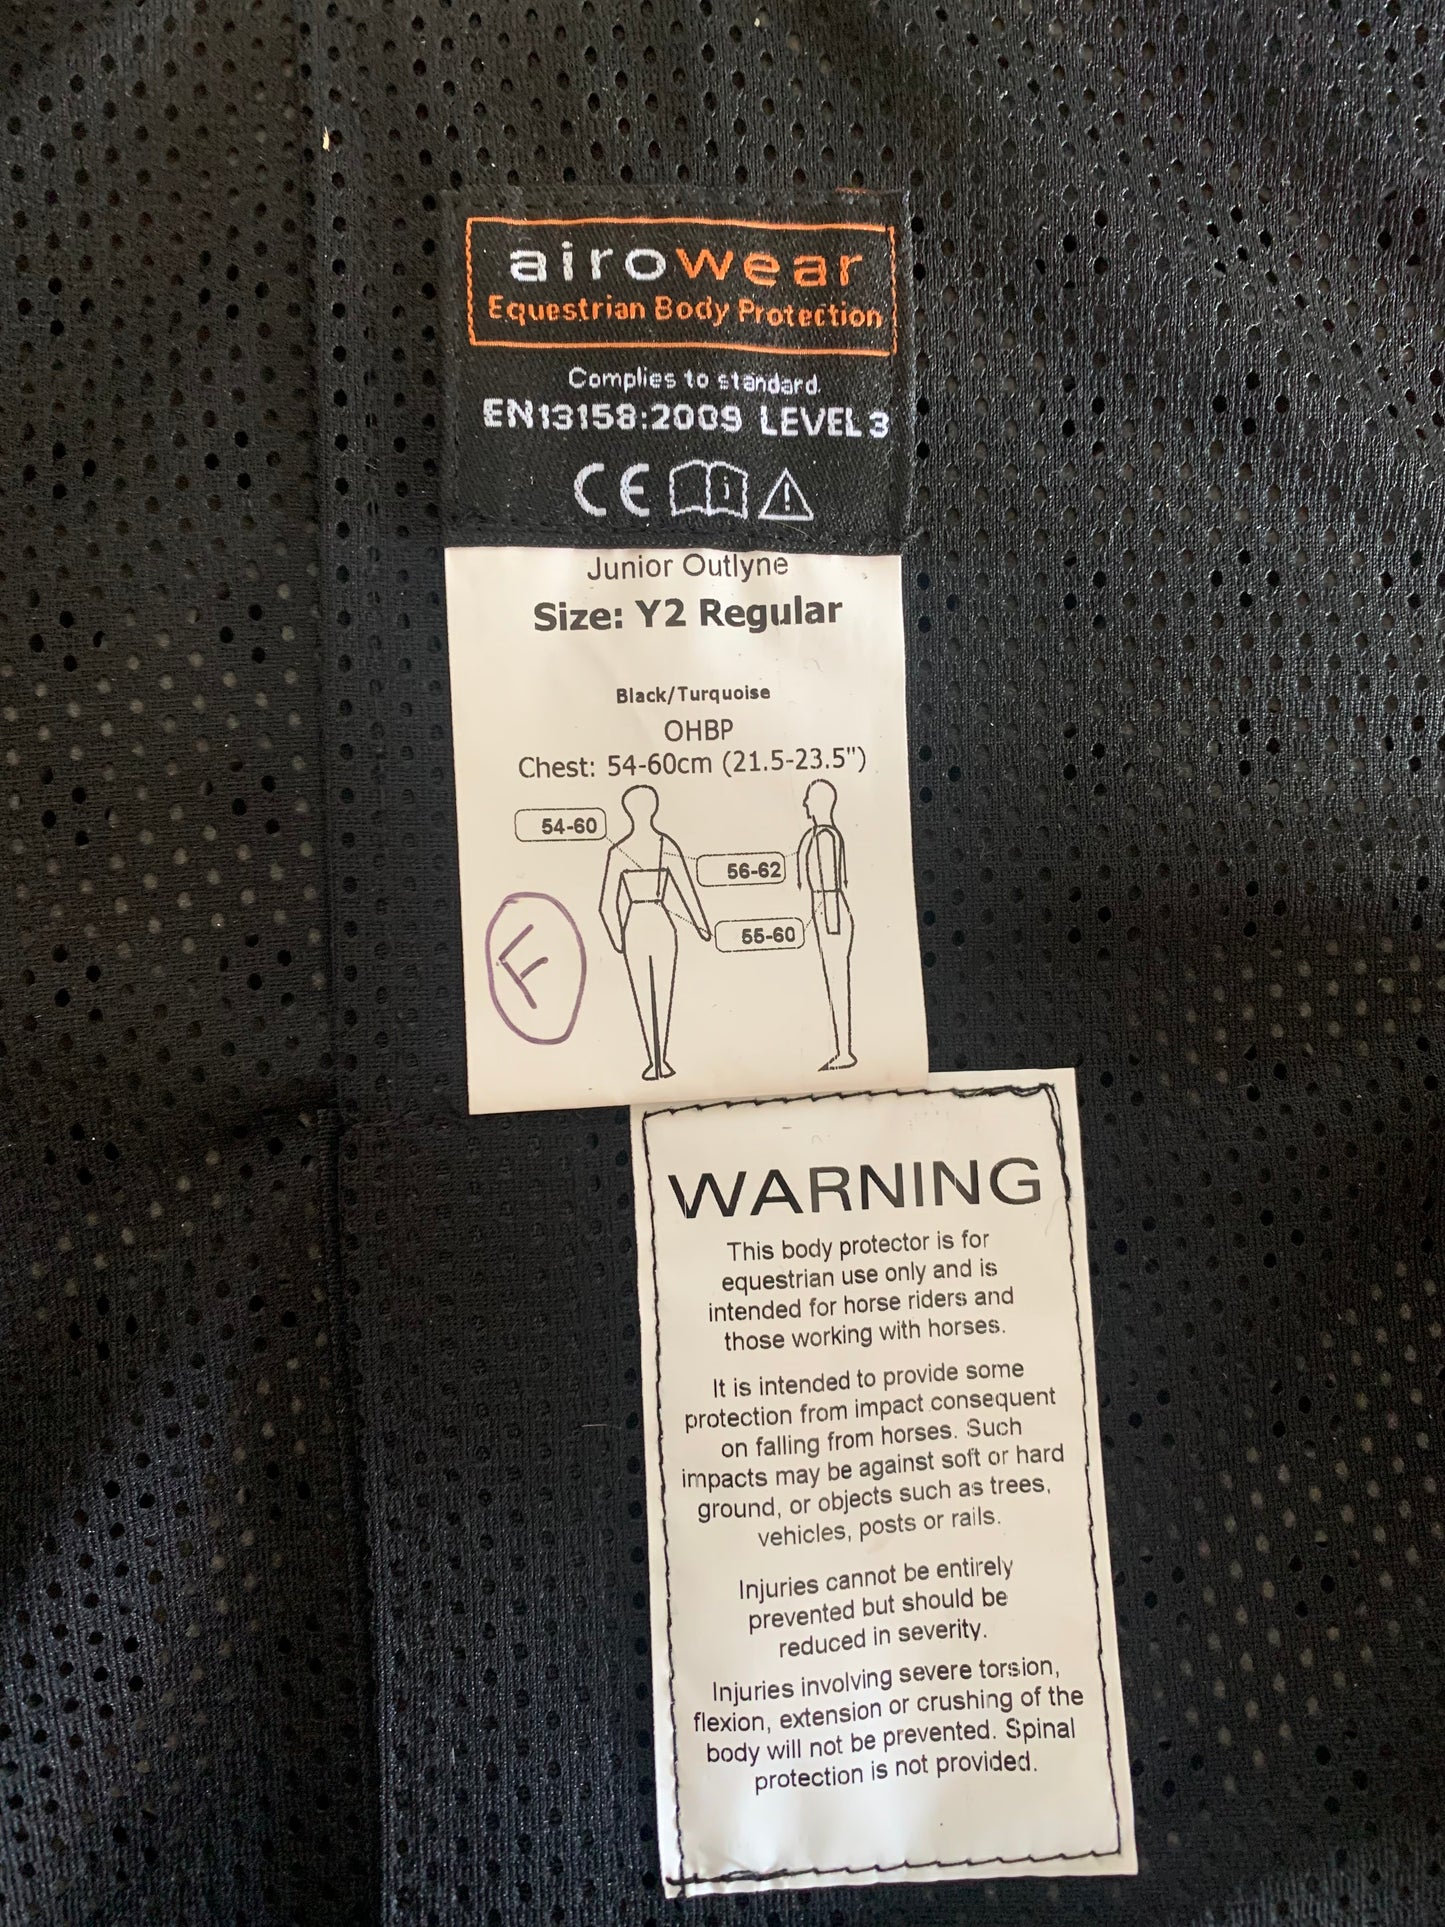 airowear
Equestrian Body Protection
Complies to standard
EN13158:2009 LEVEL 3
CE i !
Junior Outlyne
Size: Y2 Regular
Black/Turquoise
OHBP
Chest: 54-60cm (21.5-23.5")
54-60
56-62
55-60
F
WARNING
This body protector is for
equestrian use only and is
intended for horse riders and
those working with horses.
It is intended to provide some
protection from impact consequent
on falling from horses. Such
impacts may be against soft or hard
ground, or objects such as trees,
vehicles, posts or rails.
Injuries cannot be entirely
prevented but should be
reduced in severity.
Injuries involving severe torsion,
flexion, extension or crushing of the
body will not be prevented. Spinal
protection is not provided.